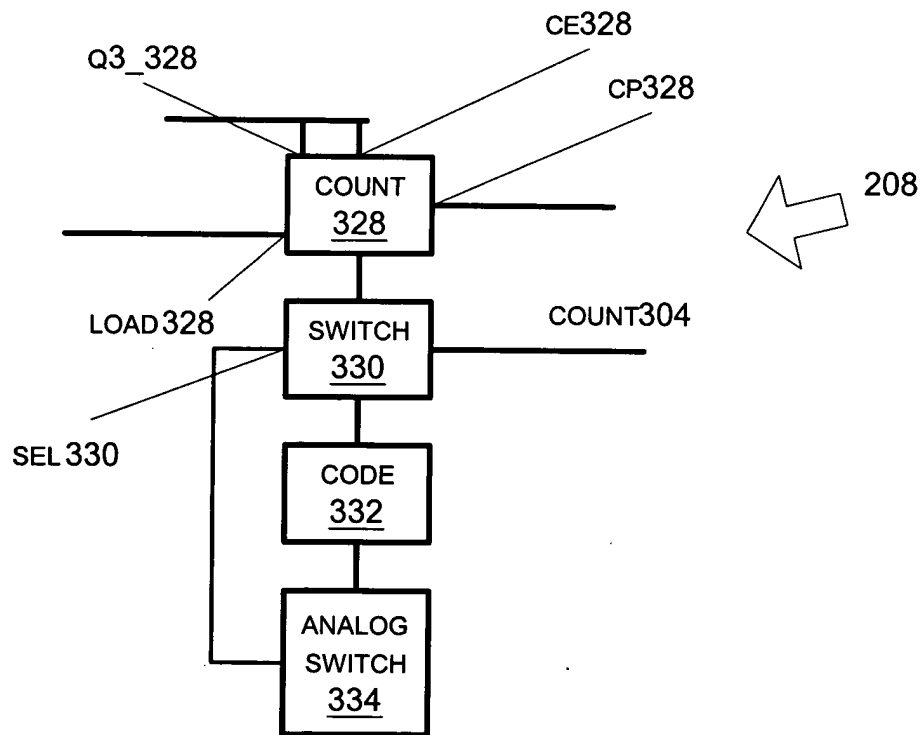 CE328
Q3_328
CP328
208
COUNT
328
LOAD328
COUNT304
SWITCH
330
SEL330
CODE
332
ANALOG
SWITCH
334